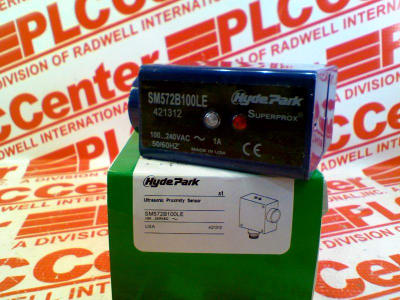 PLCCenter
A DIVISION OF RADWELL INTERNATIONAL
SM572B100LE
421312
HydePark
SUPERPROX
100...240VAC ~ 1A
50/60HZ
MADE IN USA
CE
HydePark
x1
Ultrasonic Proximity Sensor
SM572B100LE
USA
421312